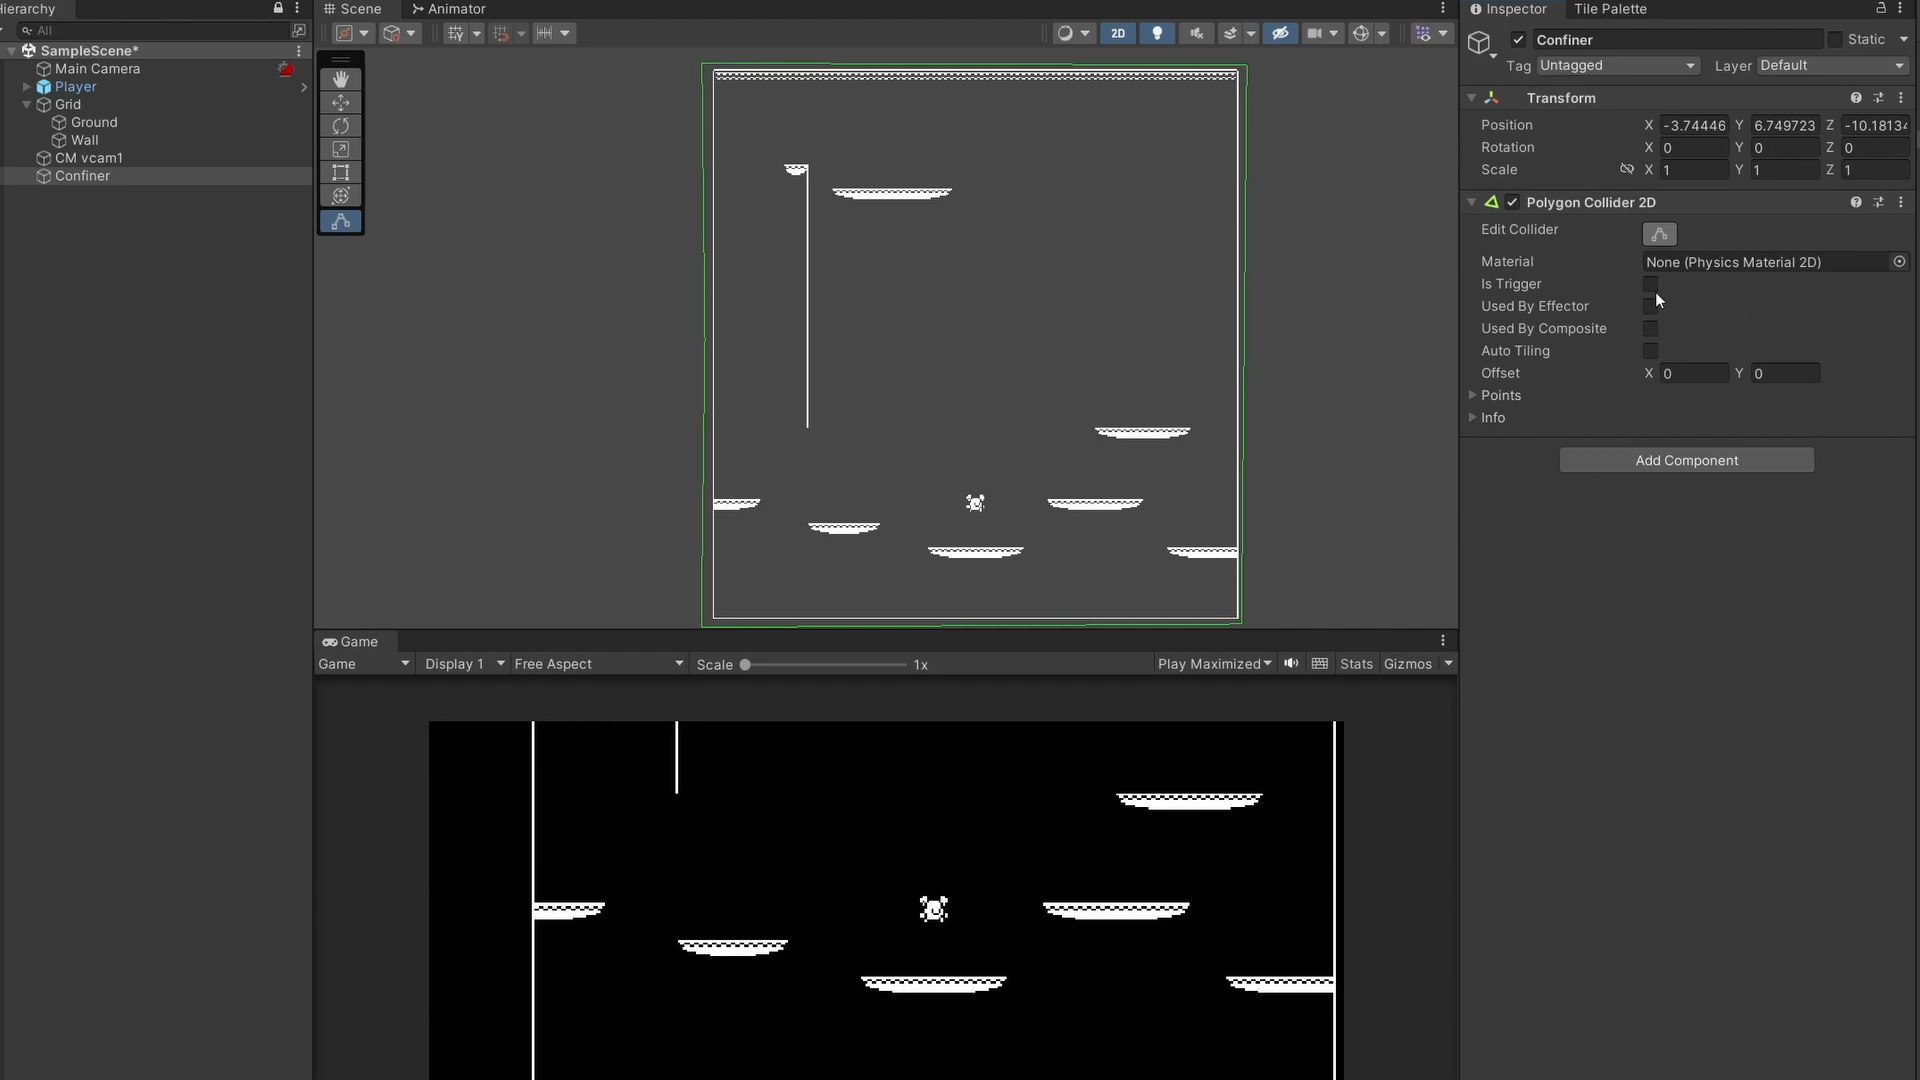 Hierarchy
All
SampleScene*
Main Camera
Player
Grid
Ground
Wall
CM vcam1
Confiner
Scene
Animator
2D
Game
Game
Display 1
Free Aspect
Scale
1x
Play Maximized
Stats
Gizmos
Inspector
Tile Palette
Confiner
Static
Tag Untagged
Layer Default
Transform
Position X -3.74446 Y 6.749723 Z -10.1813
Rotation X 0 Y 0 Z 0
Scale X 1 Y 1 Z 1
Polygon Collider 2D
Edit Collider
Material None (Physics Material 2D)
Is Trigger
Used By Effector
Used By Composite
Auto Tiling
Offset X 0 Y 0
Points
Info
Add Component